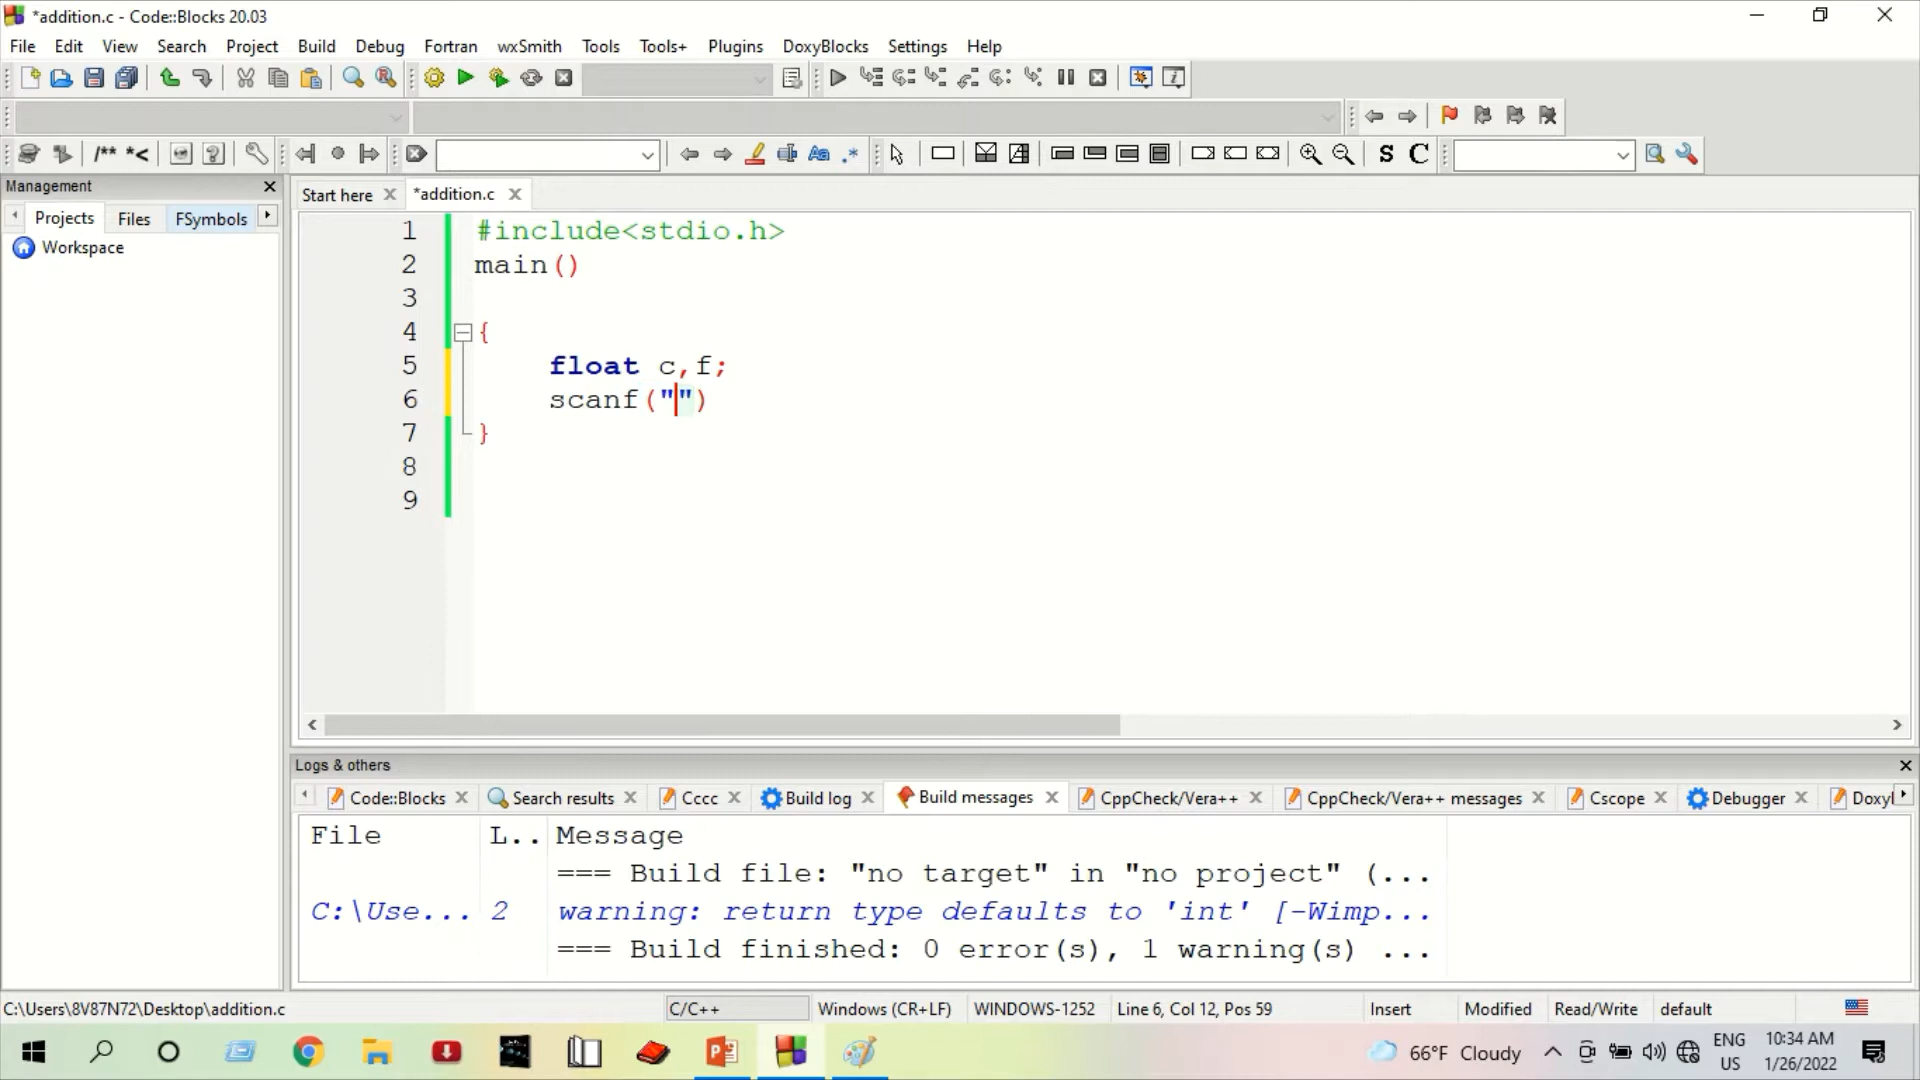 *addition.c - Code::Blocks 20.03
File Edit View Search Project Build Debug Fortran wxSmith Tools Tools+ Plugins DoxyBlocks Settings Help
/** *<
S C
Management
Projects Files FSymbols
Workspace
Start here *addition.c
1 #include<stdio.h>
2 main()
3
4 {
5 float c,f;
6 scanf("")
7 }
8
9
Logs & others
Code::Blocks Search results Cccc Build log Build messages CppCheck/Vera++ CppCheck/Vera++ messages Cscope Debugger Doxyl
File L.. Message
=== Build file: "no target" in "no project" (...
C:\Use... 2 warning: return type defaults to 'int' [-Wimp...
=== Build finished: 0 error(s), 1 warning(s) ...
C:\Users\8V87N72\Desktop\addition.c C/C++ Windows (CR+LF) WINDOWS-1252 Line 6, Col 12, Pos 59 Insert Modified Read/Write default
66°F Cloudy ENG US 10:34 AM 1/26/2022